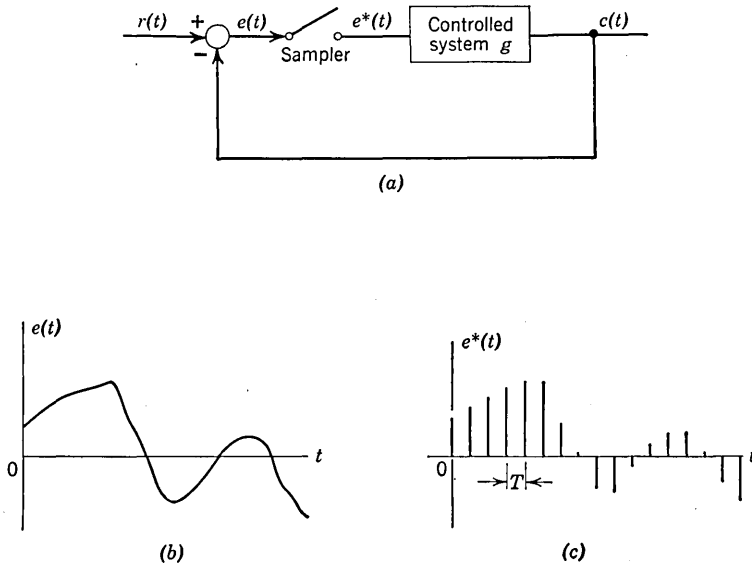 r(t) + e(t) e*(t) Controlled system g c(t)
−
Sampler
(a)
e(t)
0 t
(b)
e*(t)
0 t
T
(c)